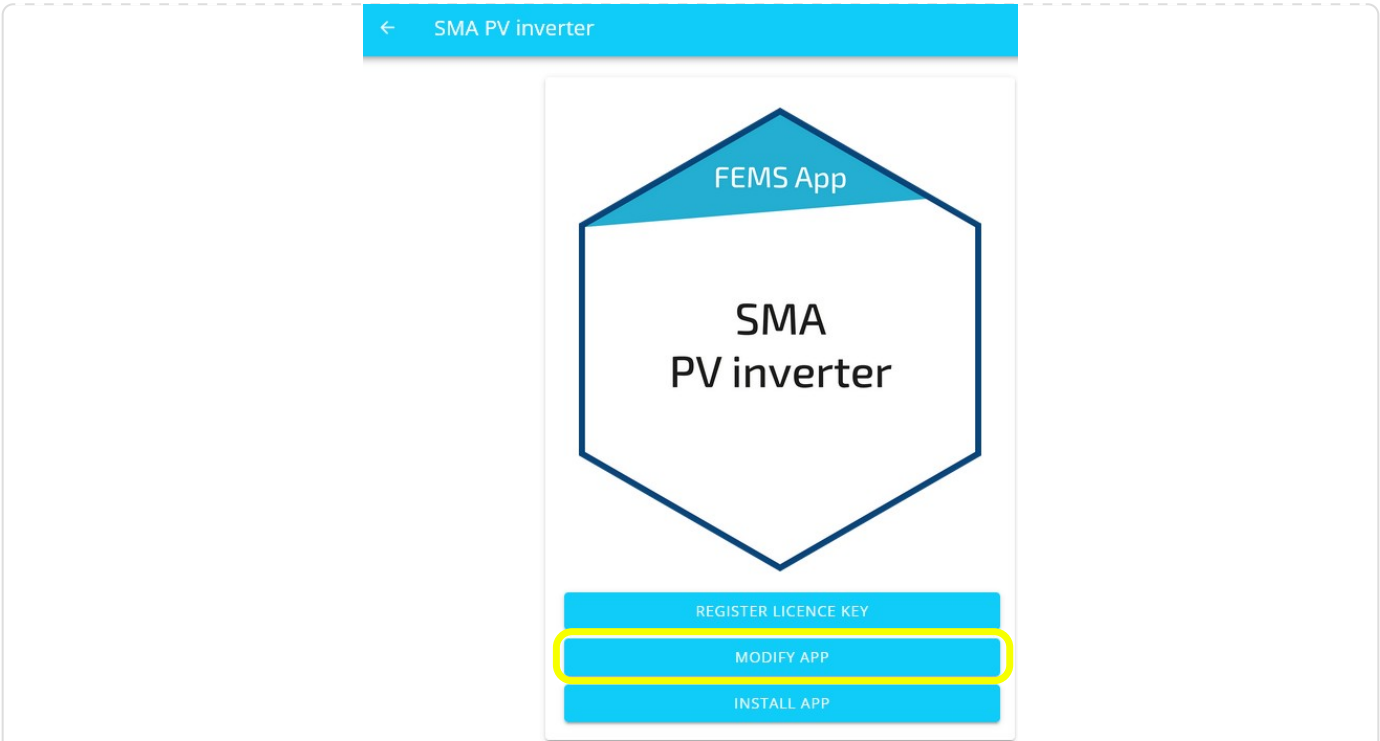 SMA PV inverter
FEMS App
SMA
PV inverter
REGISTER LICENCE KEY
MODIFY APP
INSTALL APP